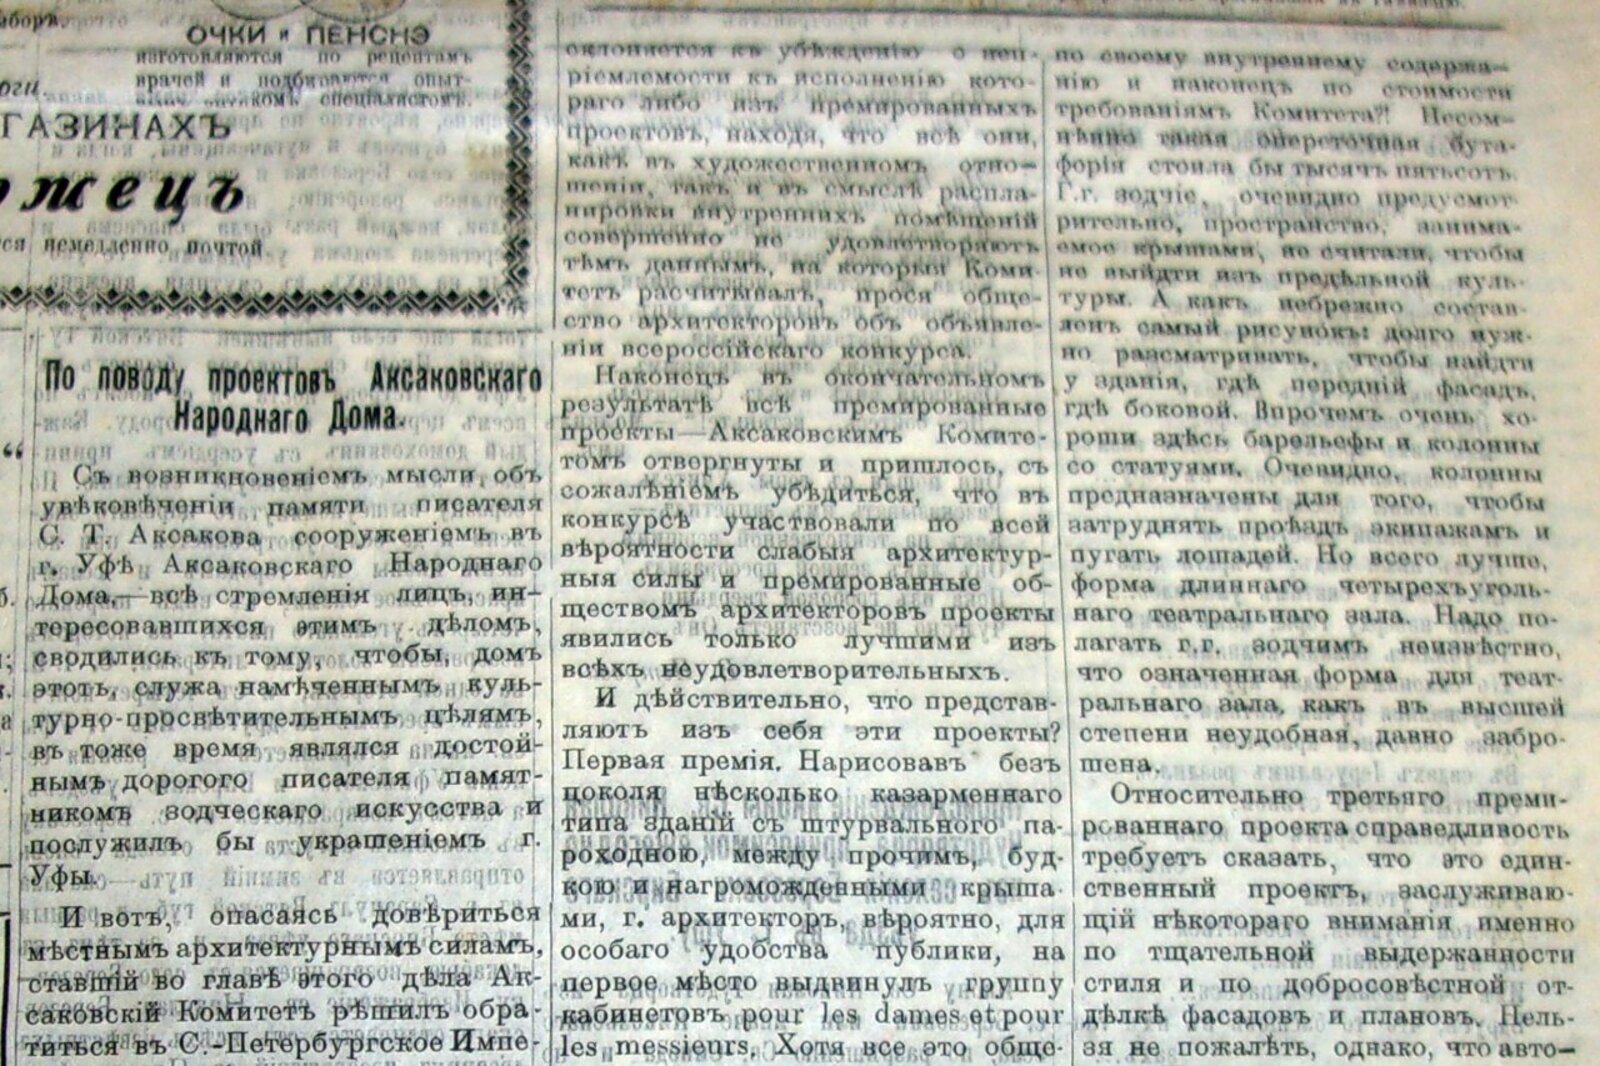 ОЧКИ и ПЕНСНЭ
изготовляются по рецептамъ
врачей и подбираются опыт-
спеціалистомъ.
ГАЗИНАХЪ
жецъ
немедленно почтой
По поводу проектовъ Аксаковскаго
Народнаго Дома.
Съ возникновеніемъ мысли объ
увѣковѣченіи памяти писателя
С. Т. Аксакова сооруженіемъ въ
г. Уфѣ Аксаковскаго Народнаго
Дома,—всѣ стремленія лицъ, ин-
тересовавшихся этимъ дѣломъ,
сводились къ тому, чтобы, домъ
этотъ, служа намѣченнымъ куль-
турно-просвѣтительнымъ цѣлямъ,
въ тоже время являлся достой-
нымъ дорогого писателя памят-
никомъ зодческаго искусства и
послужилъ бы украшеніемъ г.
Уфы.
И вотъ, опасаясь довѣриться
мѣстнымъ архитектурнымъ силамъ,
ставшій во главѣ этого дѣла Ак-
саковскій Комитетъ рѣшилъ обра-
титься въ С.-Петербургское Импе-
склоняется къ убѣжденію о неп-
ріемлемости къ исполненію кото-
раго либо изъ премированныхъ
проектовъ, находя, что всѣ они,
какъ въ художественномъ отно-
шеніи, такъ и въ смыслѣ распла-
нировки внутреннихъ помѣщеній
совершенно не удовлетворяютъ
тѣмъ даннымъ, на которыя Коми-
тетъ расчитывалъ, прося обще-
ство архитекторовъ объ объявле-
ніи всероссійскаго конкурса.
Наконецъ въ окончательномъ
результатѣ всѣ премированные
проекты—Аксаковскимъ Комите-
томъ отвергнуты и пришлось, съ
сожалѣніемъ убѣдиться, что въ
конкурсѣ участвовали по всей
вѣроятности слабыя архитектур-
ныя силы и премированные об-
ществомъ архитекторовъ проекты
явились только лучшими изъ
всѣхъ неудовлетворительныхъ.
И дѣйствительно, что представ-
ляютъ изъ себя эти проекты?
Первая премія. Нарисовавъ безъ
цоколя нѣсколько казарменнаго
типа зданій съ штурвальнаго па-
роходною, между прочимъ, буд-
кою и нагроможденными крыша-
ми, г. архитекторъ, вѣроятно, для
особаго удобства публики, на
первое мѣсто выдвинулъ группу
кабинетовъ pour les dames et pour
les messieurs. Хотя все это обще-
по своему внутреннему содержа-
нію и наконецъ по стоимости
требованіямъ Комитета?! Несом-
нѣнно такая опереточная бута-
форія стоила бы тысячъ пятьсотъ.
Г.г. зодчіе, очевидно предусмот-
рительно, пространство, занима-
емое крышами, не считали, чтобы
не выйдти изъ предѣльной куль-
туры. А какъ небрежно состав-
ленъ самый рисунокъ: долго нуж-
но разсматривать, чтобы найдти
у зданія, гдѣ передній фасадъ,
гдѣ боковой. Впрочемъ очень хо-
роши здѣсь барельефы и колонны
со статуями. Очевидно, колонны
предназначены для того, чтобы
затруднять проѣздъ экипажамъ и
пугать лошадей. Но всего лучше,
форма длиннаго четырехъуголь-
наго театральнаго зала. Надо по-
лагать г.г. зодчимъ неизвѣстно,
что означенная форма для теат-
ральнаго зала, какъ въ высшей
степени неудобная, давно забро-
шена.
Относительно третьяго преми-
рованнаго проекта справедливость
требуетъ сказать, что это един-
ственный проектъ, заслуживаю-
щій нѣкотораго вниманія именно
по тщательной выдержанности
стиля и по добросовѣстной от-
дѣлкѣ фасадовъ и плановъ. Нель-
зя не пожалѣть, однако, что авто-